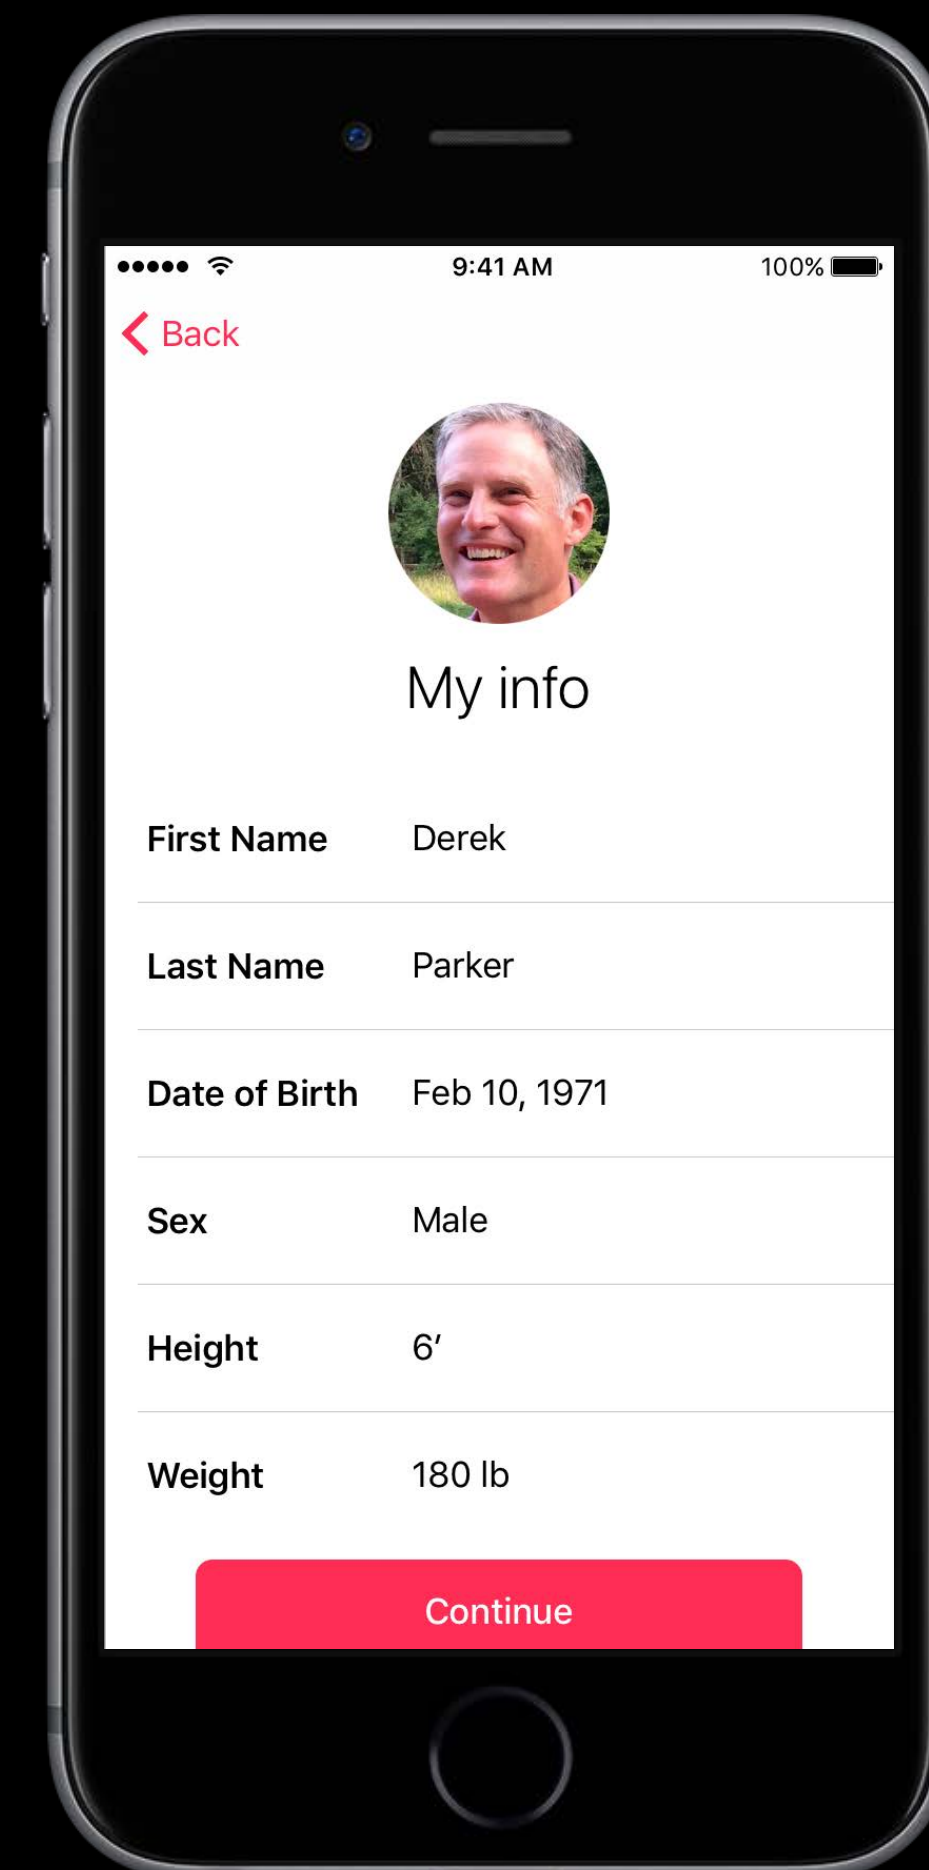 9:41 AM 100%
Back
My info
First Name Derek
Last Name Parker
Date of Birth Feb 10, 1971
Sex Male
Height 6′
Weight 180 lb
Continue